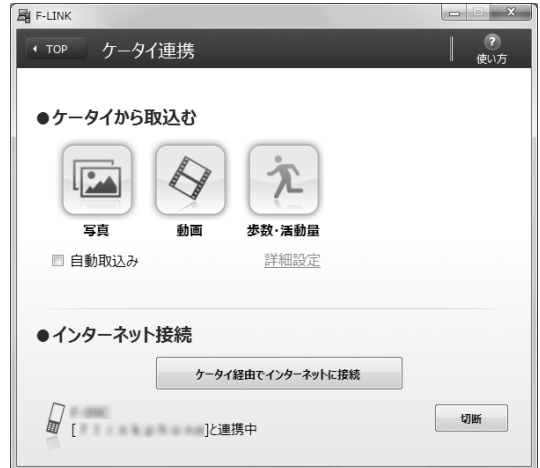 F-LINK
TOP ケータイ連携
?
使い方
●ケータイから取込む
写真 動画 歩数・活動量
自動取込み 詳細設定
●インターネット接続
ケータイ経由でインターネットに接続
[ ]と連携中 切断